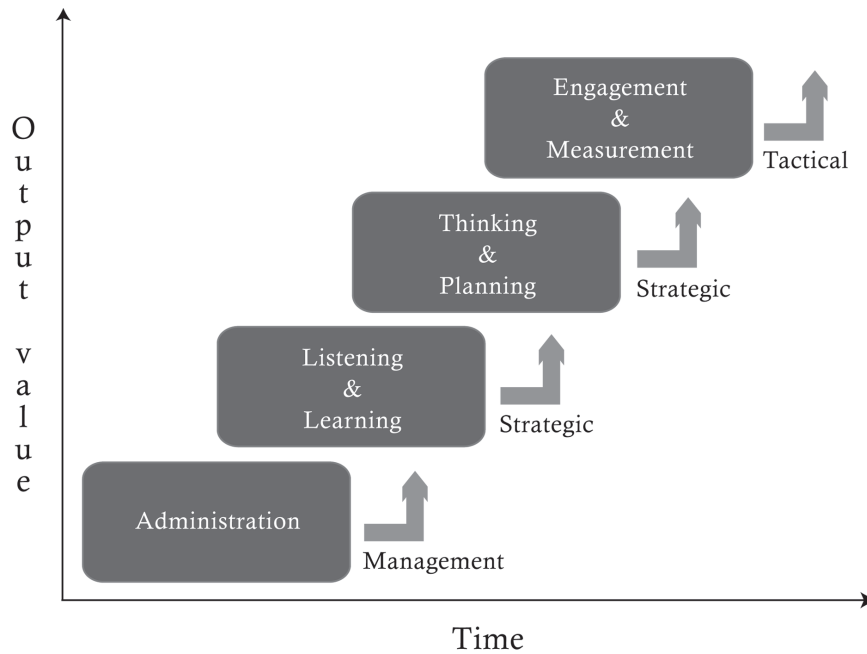 Output value
Engagement
&
Measurement
Tactical
Thinking
&
Planning
Strategic
Listening
&
Learning
Strategic
Administration
Management
Time